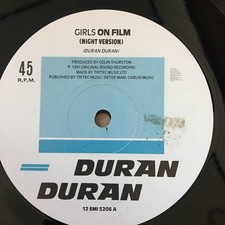 GIRLS ON FILM
(NIGHT VERSION)
(DURAN DURAN)
45
R.P.M.
PRODUCED BY COLIN THURSTON
℗ 1981 ORIGINAL SOUND RECORDING
MADE BY TRITEC MUSIC LTD
PUBLISHED BY TRITEC MUSIC/PETER MAN/CARLIN MUSIC
DURAN
DURAN
12 EMI 5206 A